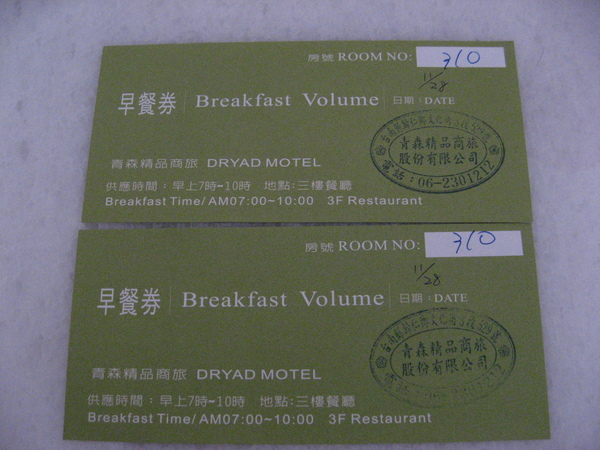 房號 ROOM NO: 310
11/28
早餐券 Breakfast Volume 日期：DATE
青森精品商旅
股份有限公司
06-2301212
青森精品商旅 DRYAD MOTEL
供應時間：早上7時-10時 地點:三樓餐廳
Breakfast Time/AM07:00~10:00 3F Restaurant
房號 ROOM NO: 310
11/28
早餐券 Breakfast Volume 日期：DATE
青森精品商旅
股份有限公司
青森精品商旅 DRYAD MOTEL
供應時間：早上7時-10時 地點:三樓餐廳
Breakfast Time/AM07:00~10:00 3F Restaurant